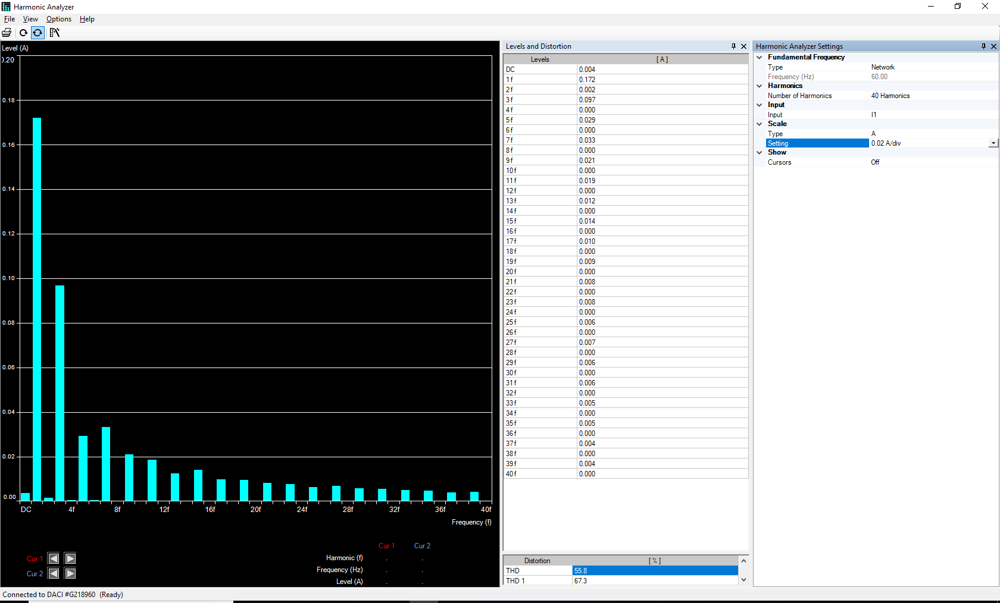 Harmonic Analyzer
File View Options Help
Level (A)
0.20
0.18
0.16
0.14
0.12
0.10
0.08
0.06
0.04
0.02
0.00
DC 4f 8f 12f 16f 20f 24f 28f 32f 36f 40f
Frequency (f)
Cur 1 Cur 2
Cur 1
Cur 2
Harmonic (f) . .
Frequency (Hz) . .
Level (A) . .
Levels and Distortion
Levels [ A ]
DC 0.004
1f 0.172
2f 0.002
3f 0.097
4f 0.000
5f 0.029
6f 0.000
7f 0.033
8f 0.000
9f 0.021
10f 0.000
11f 0.019
12f 0.000
13f 0.012
14f 0.000
15f 0.014
16f 0.000
17f 0.010
18f 0.000
19f 0.009
20f 0.000
21f 0.008
22f 0.000
23f 0.008
24f 0.000
25f 0.006
26f 0.000
27f 0.007
28f 0.000
29f 0.006
30f 0.000
31f 0.006
32f 0.000
33f 0.005
34f 0.000
35f 0.005
36f 0.000
37f 0.004
38f 0.000
39f 0.004
40f 0.000
Distortion [ % ]
THD 55.8
THD 1 67.3
Harmonic Analyzer Settings
Fundamental Frequency
Type Network
Frequency (Hz) 60.00
Harmonics
Number of Harmonics 40 Harmonics
Input
Input I1
Scale
Type A
Setting 0.02 A/div
Show
Cursors Off
Connected to DACI #G218960 (Ready)